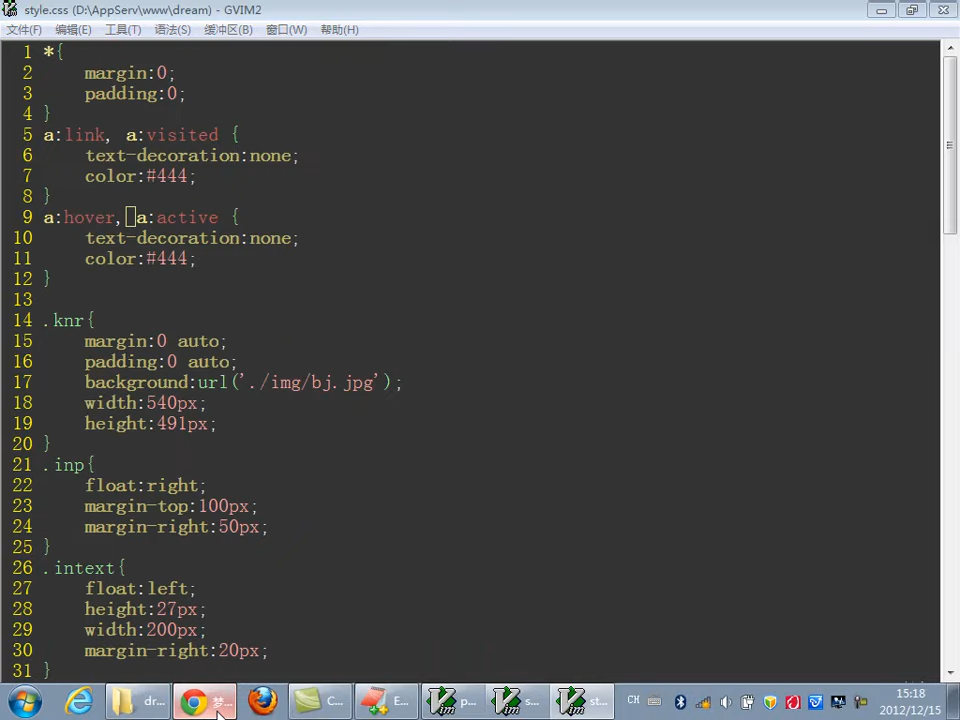 style.css (D:\AppServ\www\dream) - GVIM2
文件(F) 编辑(E) 工具(T) 语法(S) 缓冲区(B) 窗口(W) 帮助(H)
1 *{
2 margin:0;
3 padding:0;
4 }
5 a:link, a:visited {
6 text-decoration:none;
7 color:#444;
8 }
9 a:hover, a:active {
10 text-decoration:none;
11 color:#444;
12 }
13
14 .knr{
15 margin:0 auto;
16 padding:0 auto;
17 background:url('./img/bj.jpg');
18 width:540px;
19 height:491px;
20 }
21 .inp{
22 float:right;
23 margin-top:100px;
24 margin-right:50px;
25 }
26 .intext{
27 float:left;
28 height:27px;
29 width:200px;
30 margin-right:20px;
31 }
dr... 梦... C... E... p... s... st... CH 15:18
2012/12/15